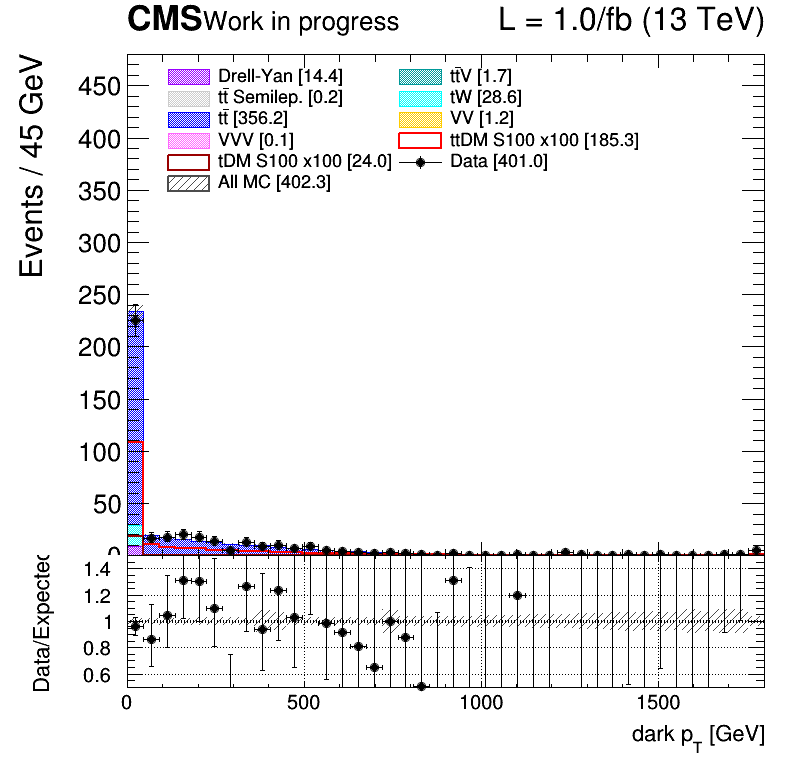 CMS Work in progress L = 1.0/fb (13 TeV)
Events / 45 GeV
450
400
350
300
250
200
150
100
50
0
Drell-Yan [14.4] tt̄V [1.7]
tt̄ Semilep. [0.2] tW [28.6]
tt̄ [356.2] VV [1.2]
VVV [0.1] ttDM S100 x100 [185.3]
tDM S100 x100 [24.0] Data [401.0]
All MC [402.3]
Data/Expected
1.4
1.2
1
0.8
0.6
0 500 1000 1500
dark pT [GeV]